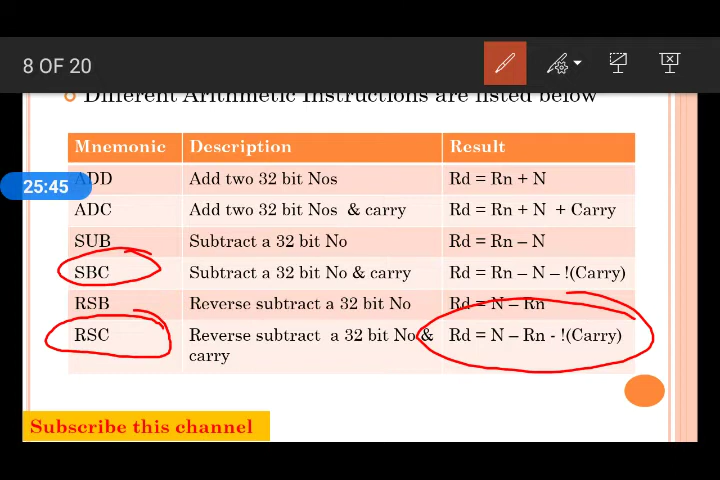 8 OF 20
Different Arithmetic Instructions are listed below
Mnemonic Description Result
25:45
ADD Add two 32 bit Nos Rd = Rn + N
ADC Add two 32 bit Nos & carry Rd = Rn + N + Carry
SUB Subtract a 32 bit No Rd = Rn – N
SBC Subtract a 32 bit No & carry Rd = Rn – N – !(Carry)
RSB Reverse subtract a 32 bit No Rd = N – Rn
RSC Reverse subtract a 32 bit No & Rd = N – Rn - !(Carry)
carry
Subscribe this channel